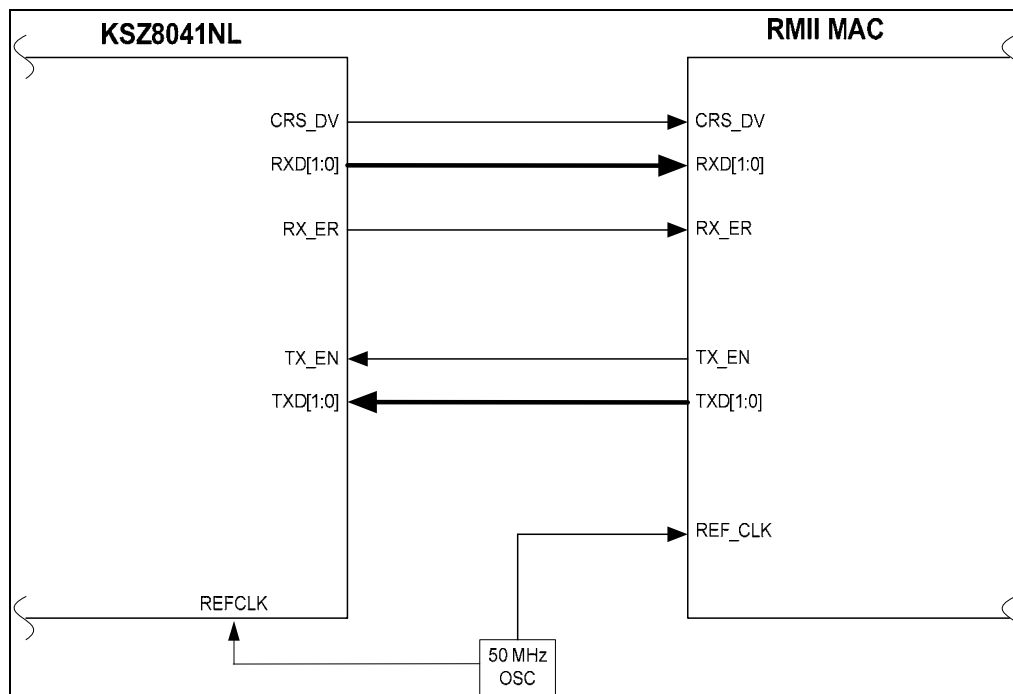 KSZ8041NL
RMII MAC
CRS_DV
CRS_DV
RXD[1:0]
RXD[1:0]
RX_ER
RX_ER
TX_EN
TX_EN
TXD[1:0]
TXD[1:0]
REF_CLK
REFCLK
50 MHz
OSC